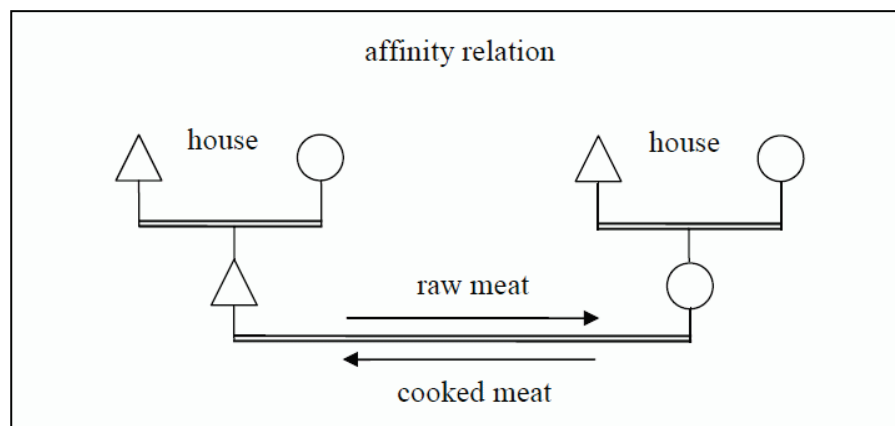 affinity relation
house
house
raw meat
cooked meat